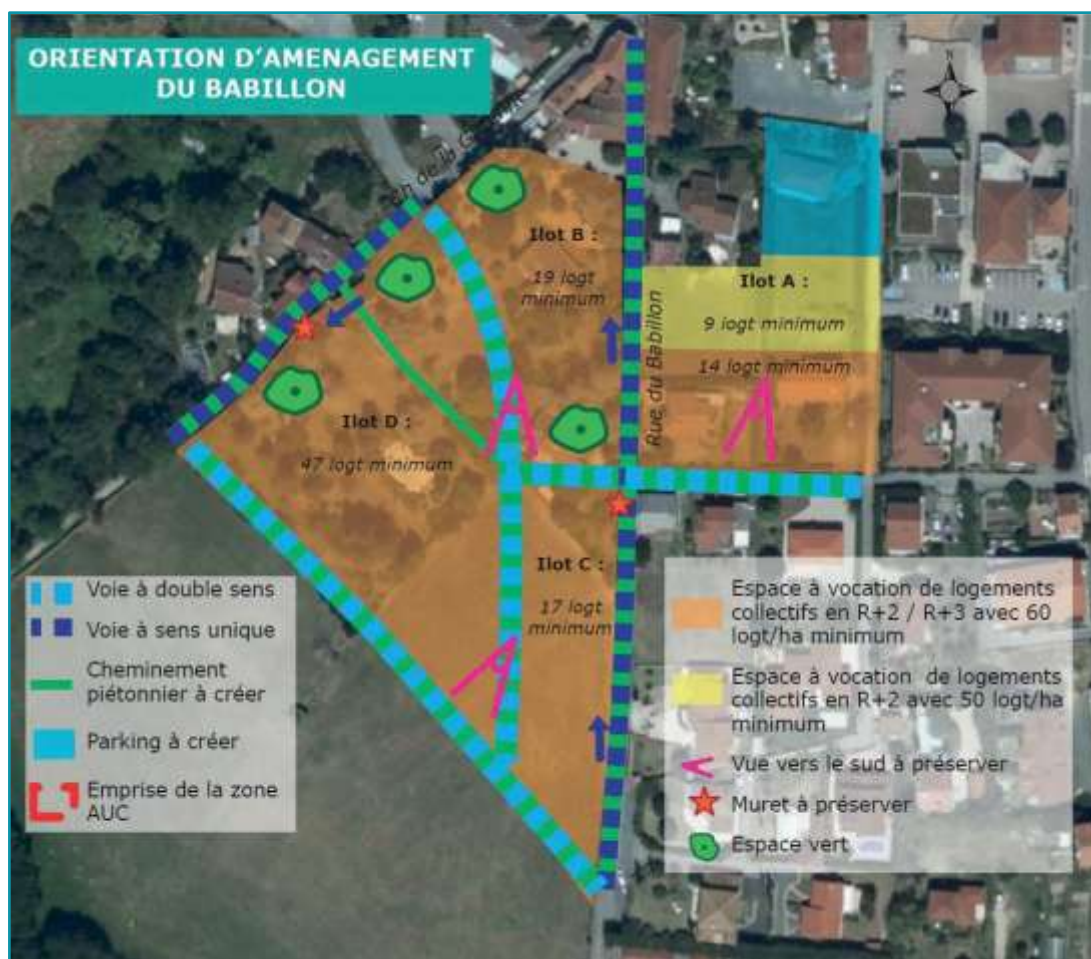 ORIENTATION D'AMENAGEMENT
DU BABILLON
N
Ch de la
Ilot B :
19 logt
minimum
Ilot A :
9 logt minimum
14 logt minimum
Rue du Babillon
Ilot D :
47 logt minimum
Ilot C :
17 logt
minimum
Voie à double sens
Voie à sens unique
Cheminement
piétonnier à créer
Parking à créer
Emprise de la zone
AUC
Espace à vocation de logements
collectifs en R+2 / R+3 avec 60
logt/ha minimum
Espace à vocation de logements
collectifs en R+2 avec 50 logt/ha
minimum
Vue vers le sud à préserver
Muret à préserver
Espace vert